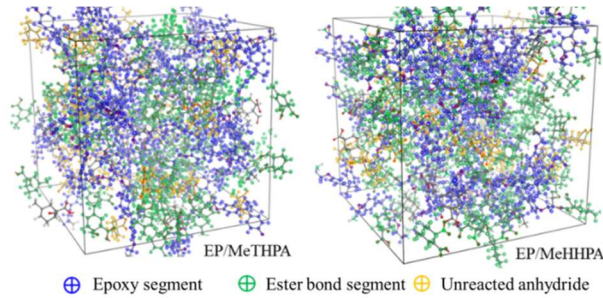 EP/MeTHPA
EP/MeHHPA
Epoxy segment
Ester bond segment
Unreacted anhydride